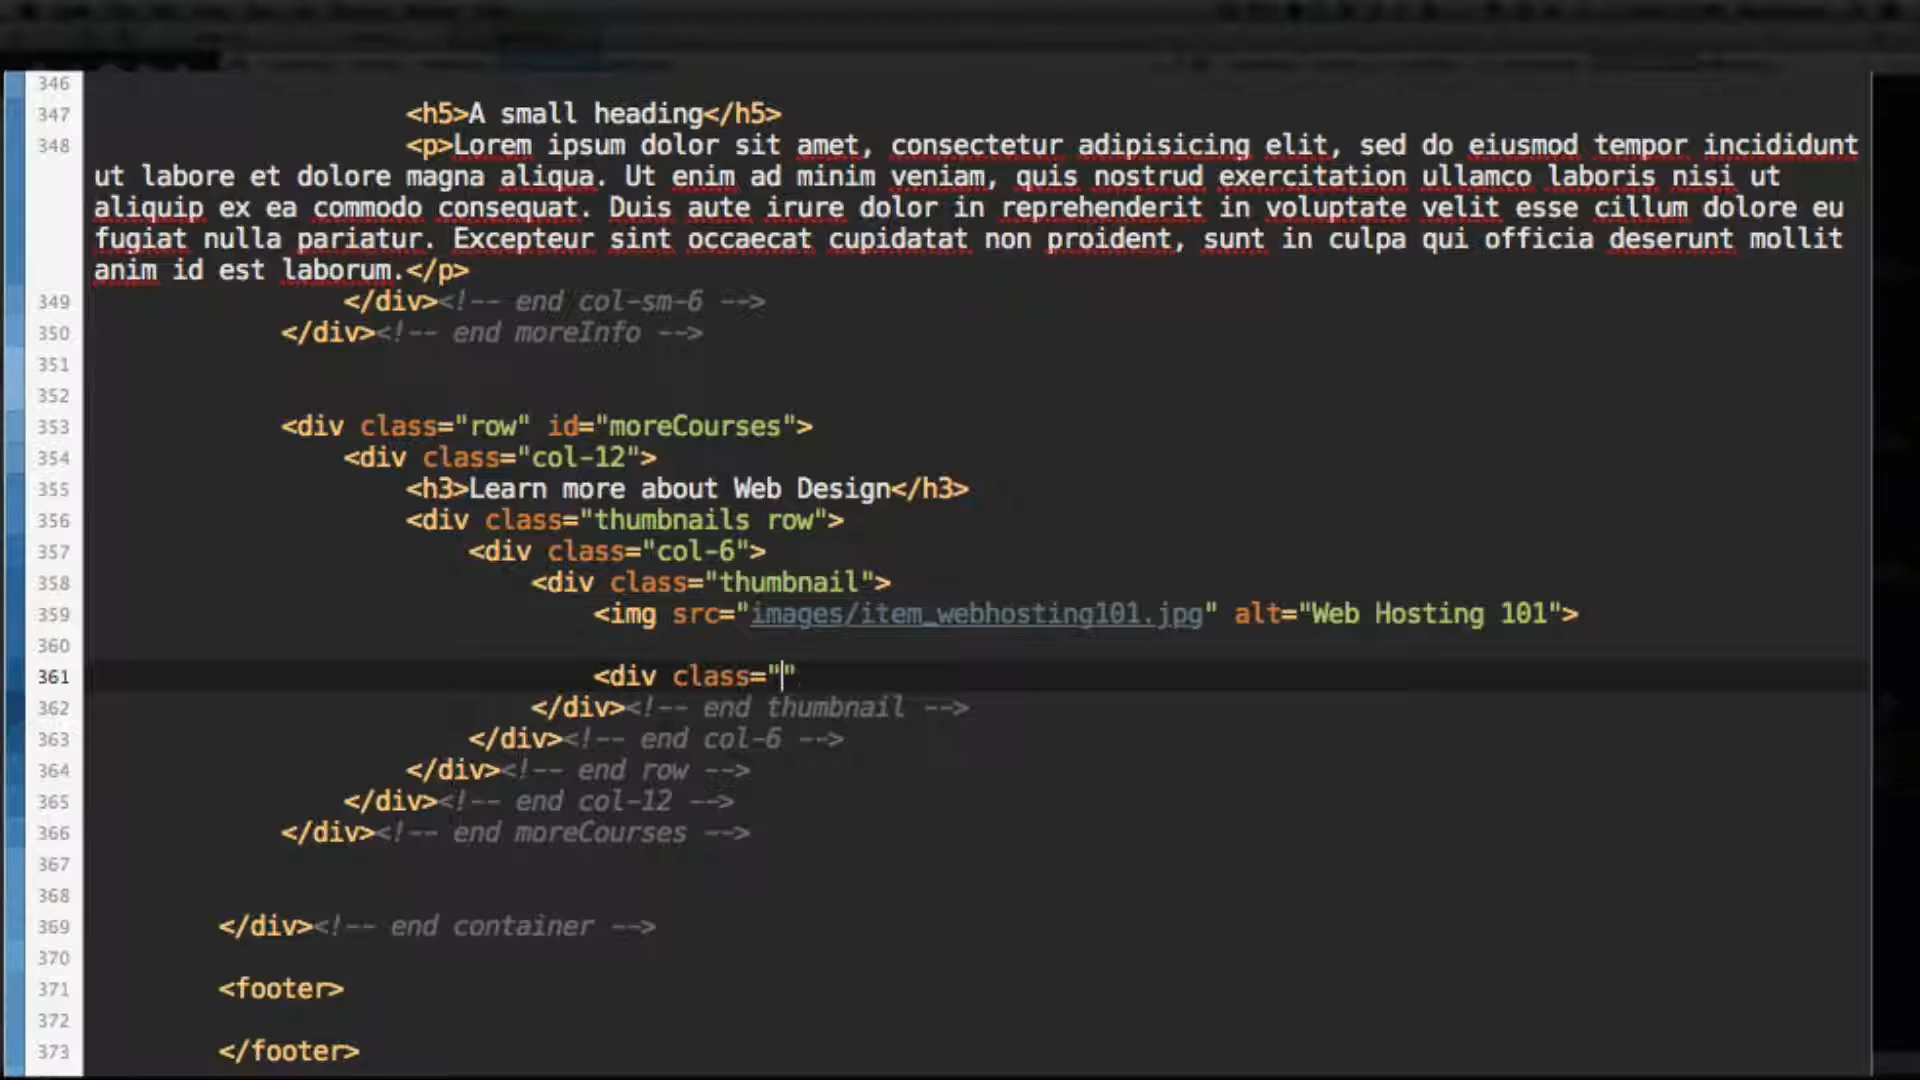 346
347 <h5>A small heading</h5>
348 <p>Lorem ipsum dolor sit amet, consectetur adipisicing elit, sed do eiusmod tempor incididunt
ut labore et dolore magna aliqua. Ut enim ad minim veniam, quis nostrud exercitation ullamco laboris nisi ut
aliquip ex ea commodo consequat. Duis aute irure dolor in reprehenderit in voluptate velit esse cillum dolore eu
fugiat nulla pariatur. Excepteur sint occaecat cupidatat non proident, sunt in culpa qui officia deserunt mollit
anim id est laborum.</p>
349 </div><!-- end col-sm-6 -->
350 </div><!-- end moreInfo -->
351
352
353 <div class="row" id="moreCourses">
354 <div class="col-12">
355 <h3>Learn more about Web Design</h3>
356 <div class="thumbnails row">
357 <div class="col-6">
358 <div class="thumbnail">
359 <img src="images/item_webhosting101.jpg" alt="Web Hosting 101">
360
361 <div class=""
362 </div><!-- end thumbnail -->
363 </div><!-- end col-6 -->
364 </div><!-- end row -->
365 </div><!-- end col-12 -->
366 </div><!-- end moreCourses -->
367
368
369 </div><!-- end container -->
370
371 <footer>
372
373 </footer>